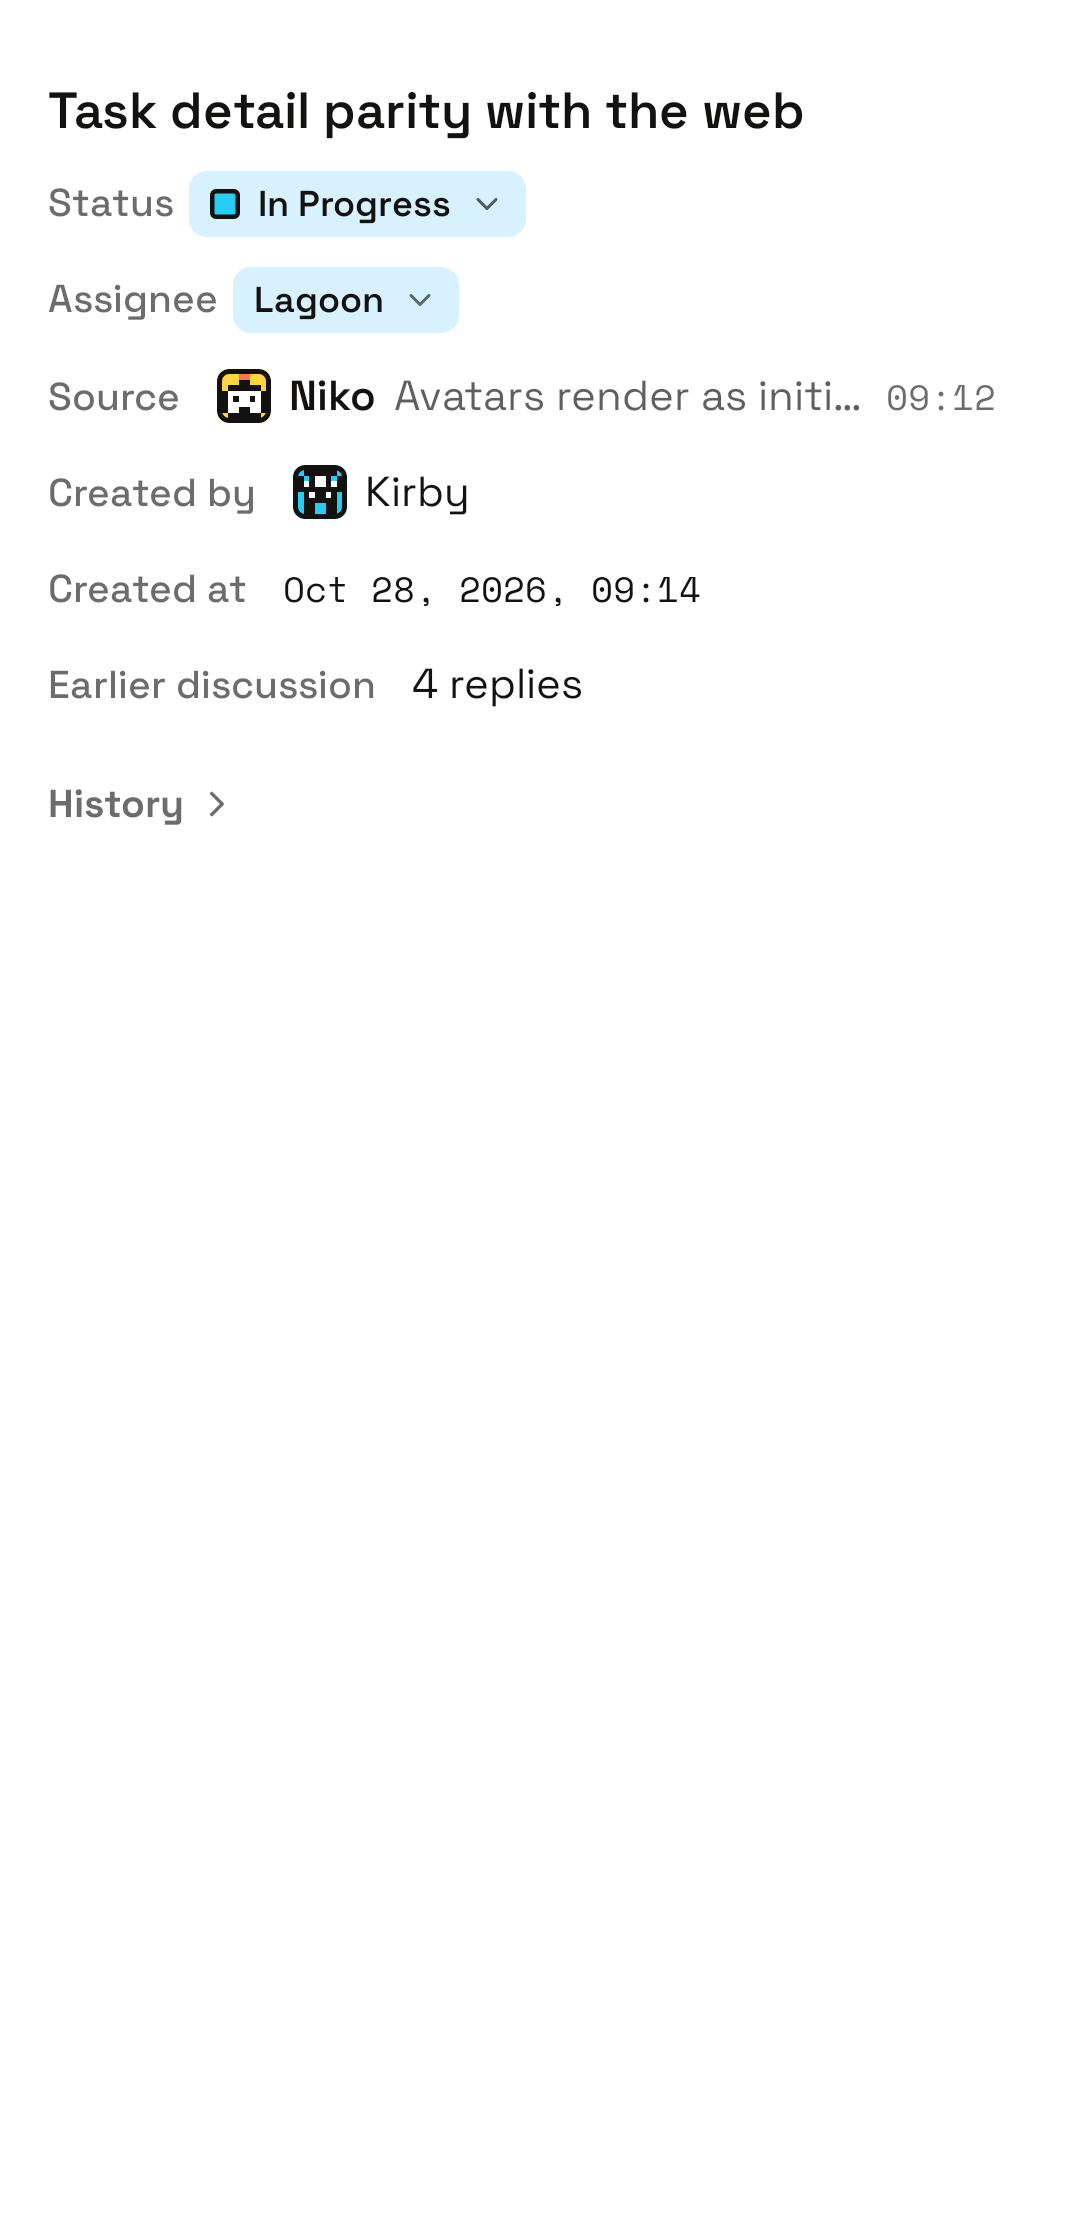 Task detail parity with the web
Status In Progress
Assignee Lagoon
Source Niko Avatars render as initi... 09:12
Created by Kirby
Created at Oct 28, 2026, 09:14
Earlier discussion 4 replies
History